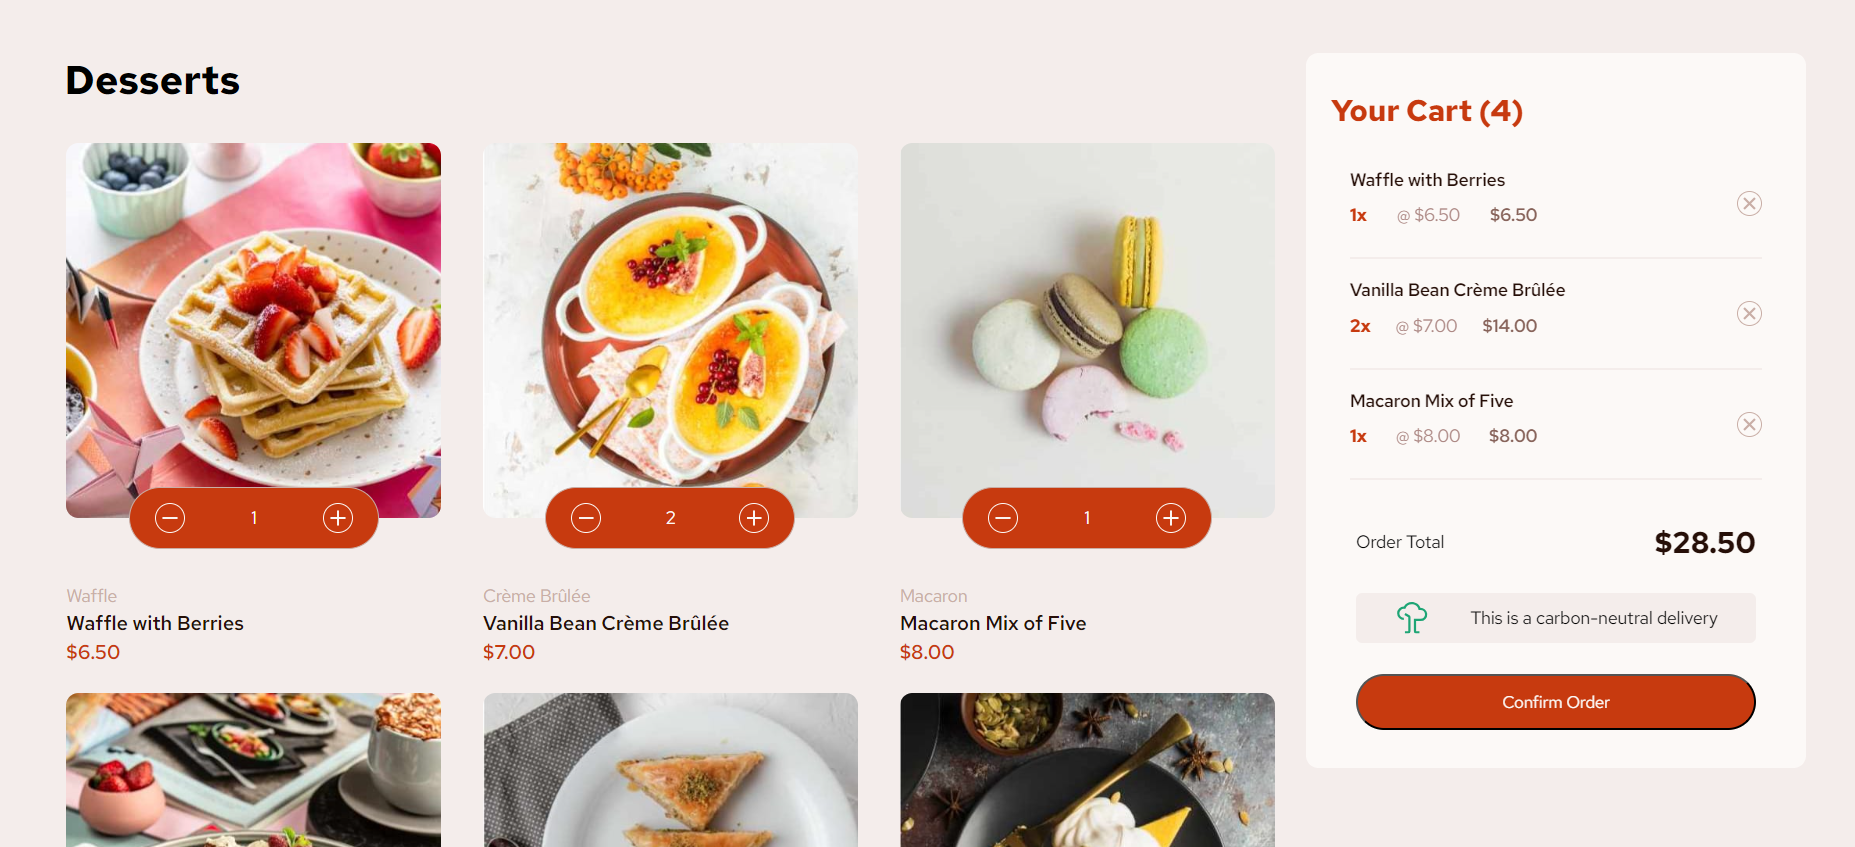 Desserts
1
2
1
Waffle
Waffle with Berries
$6.50
Crème Brûlée
Vanilla Bean Crème Brûlée
$7.00
Macaron
Macaron Mix of Five
$8.00
Your Cart (4)
Waffle with Berries
1x @ $6.50 $6.50
Vanilla Bean Crème Brûlée
2x @ $7.00 $14.00
Macaron Mix of Five
1x @ $8.00 $8.00
Order Total $28.50
This is a carbon-neutral delivery
Confirm Order